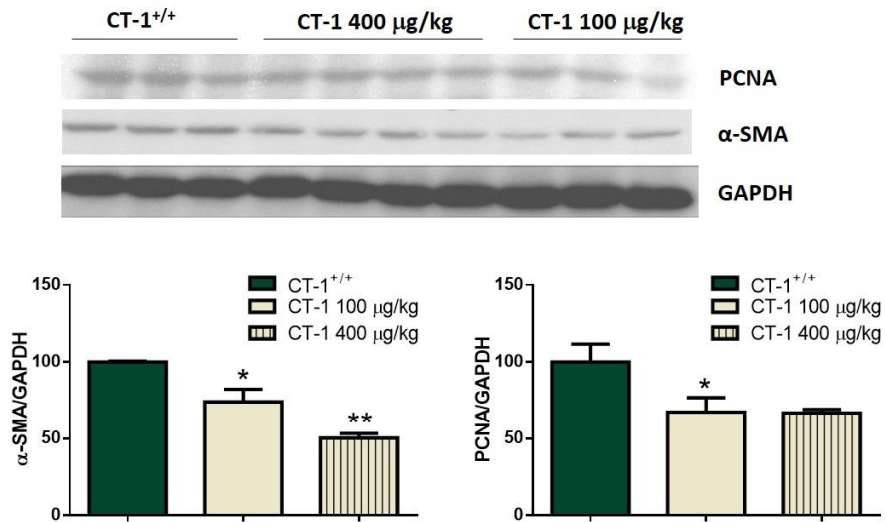 CT-1+/+ CT-1 400 μg/kg CT-1 100 μg/kg
PCNA
α-SMA
GAPDH
α-SMA/GAPDH
150
100
50
0
CT-1+/+
CT-1 100 μg/kg
CT-1 400 μg/kg
*
**
PCNA/GAPDH
150
100
50
0
CT-1+/+
CT-1 100 μg/kg
CT-1 400 μg/kg
*